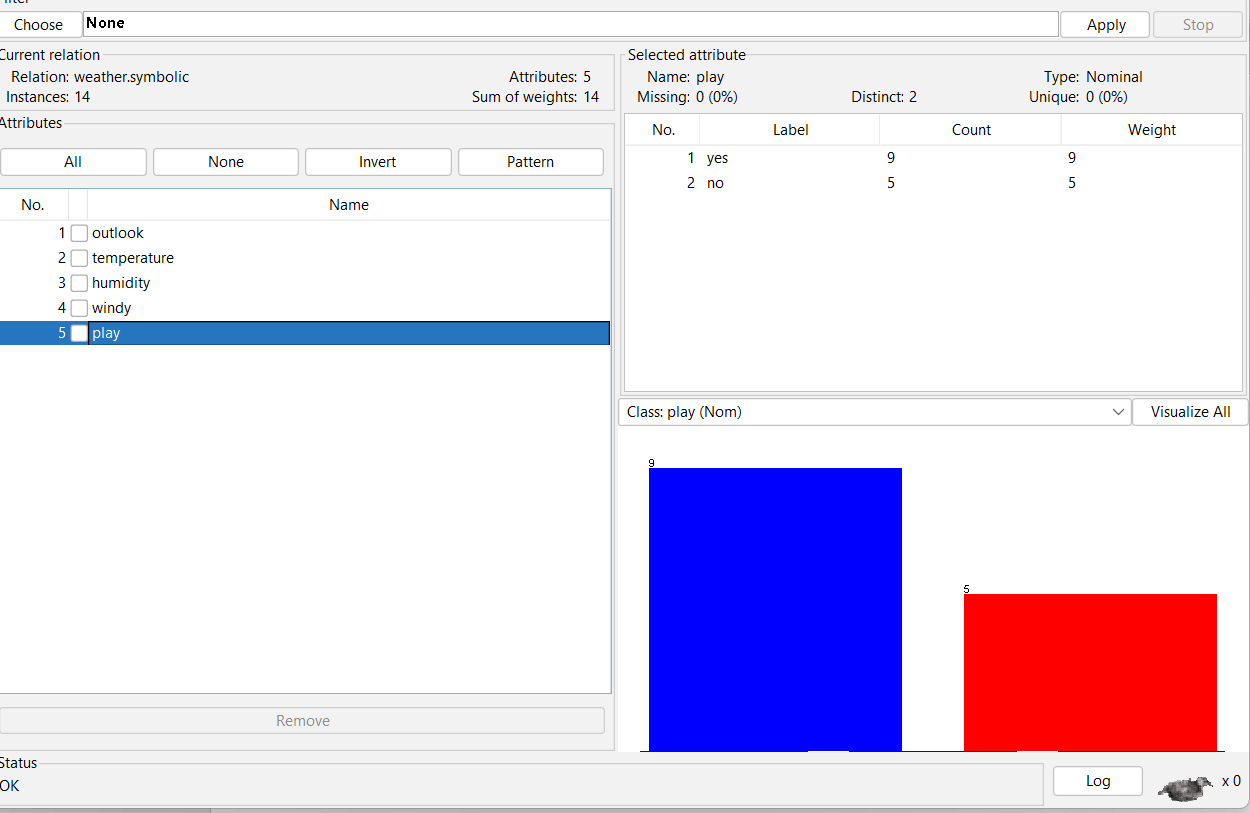 Filter
Choose None Apply Stop
Current relation
Relation: weather.symbolic Attributes: 5
Instances: 14 Sum of weights: 14
Selected attribute
Name: play Type: Nominal
Missing: 0 (0%) Distinct: 2 Unique: 0 (0%)
No. Label Count Weight
1 yes 9 9
2 no 5 5
Attributes
All None Invert Pattern
No. Name
1 outlook
2 temperature
3 humidity
4 windy
5 play
Remove
Class: play (Nom) Visualize All
9
5
Status
OK
Log x 0